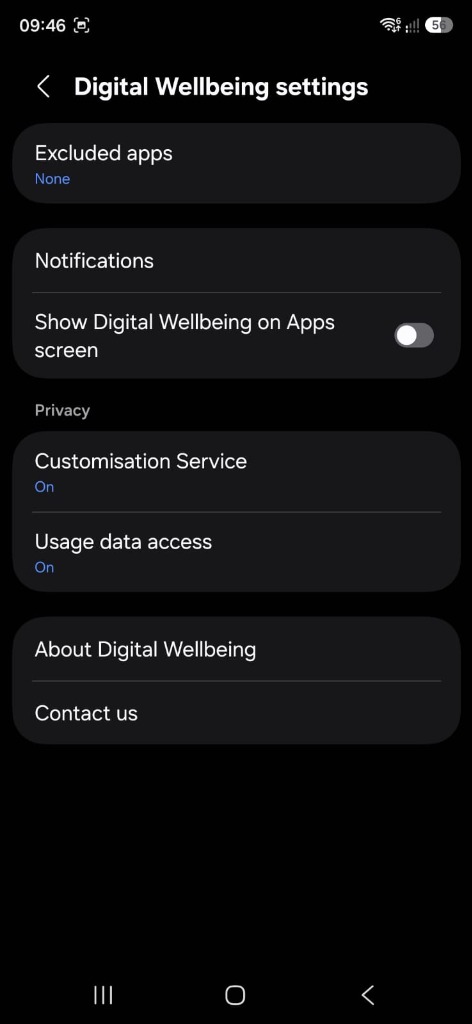 09:46
6
56
Digital Wellbeing settings
Excluded apps
None
Notifications
Show Digital Wellbeing on Apps
screen
Privacy
Customisation Service
On
Usage data access
On
About Digital Wellbeing
Contact us